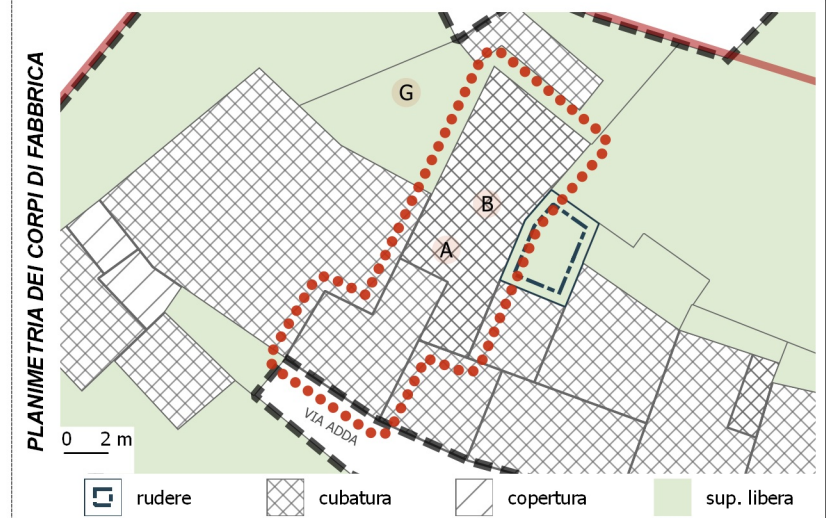 PLANIMETRIA DEI CORPI DI FABBRICA
G
B
A
VIA ADDA
0 2 m
rudere cubatura copertura sup. libera